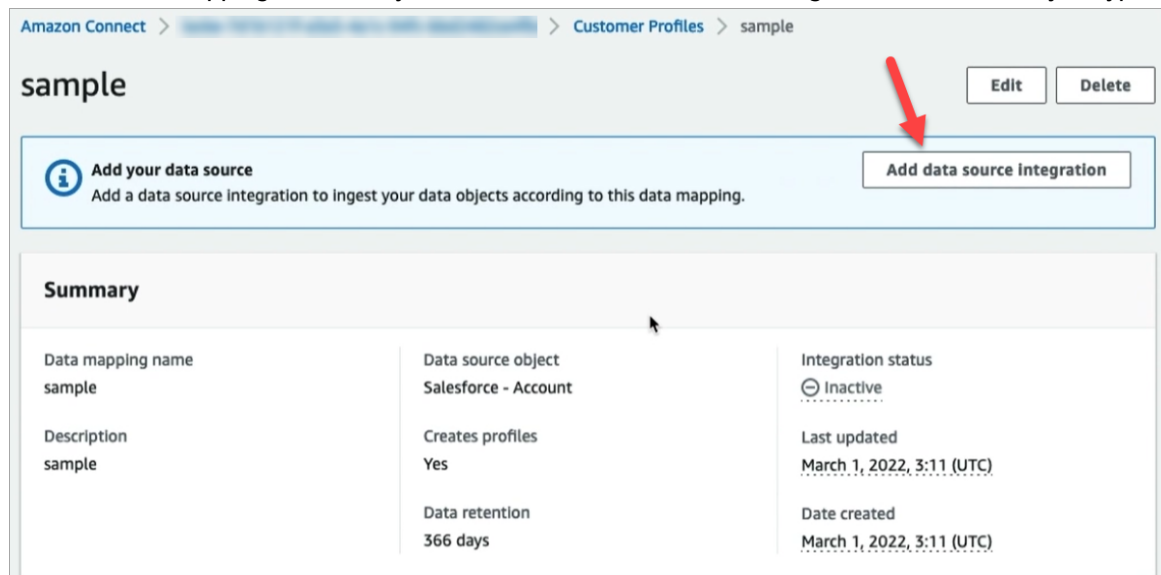 Amazon Connect > > Customer Profiles > sample
sample
Edit
Delete
Add your data source
Add a data source integration to ingest your data objects according to this data mapping.
Add data source integration
Summary
Data mapping name
sample
Data source object
Salesforce - Account
Integration status
Inactive
Description
sample
Creates profiles
Yes
Last updated
March 1, 2022, 3:11 (UTC)
Data retention
366 days
Date created
March 1, 2022, 3:11 (UTC)